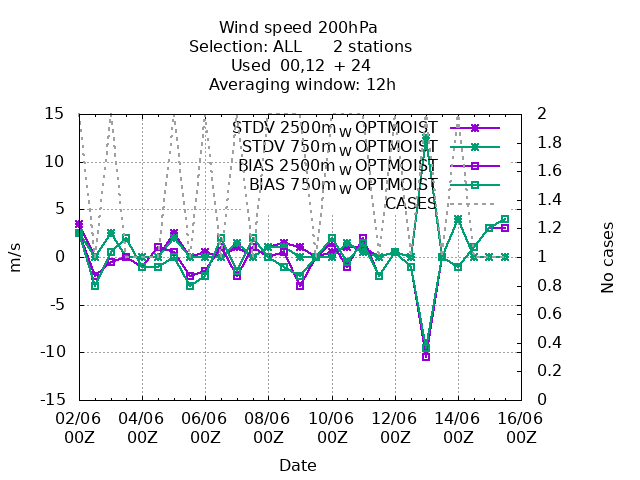 Wind speed 200hPa
Selection: ALL 2 stations
Used 00,12 + 24
Averaging window: 12h
15
10
5
0
-5
-10
-15
m/s
2
1.8
1.6
1.4
1.2
1
0.8
0.6
0.4
0.2
0
No cases
STDV 2500m W OPTMOIST
STDV 750m W OPTMOIST
BIAS 2500m W OPTMOIST
BIAS 750m W OPTMOIST
CASES
02/06 04/06 06/06 08/06 10/06 12/06 14/06 16/06
00Z 00Z 00Z 00Z 00Z 00Z 00Z 00Z
Date